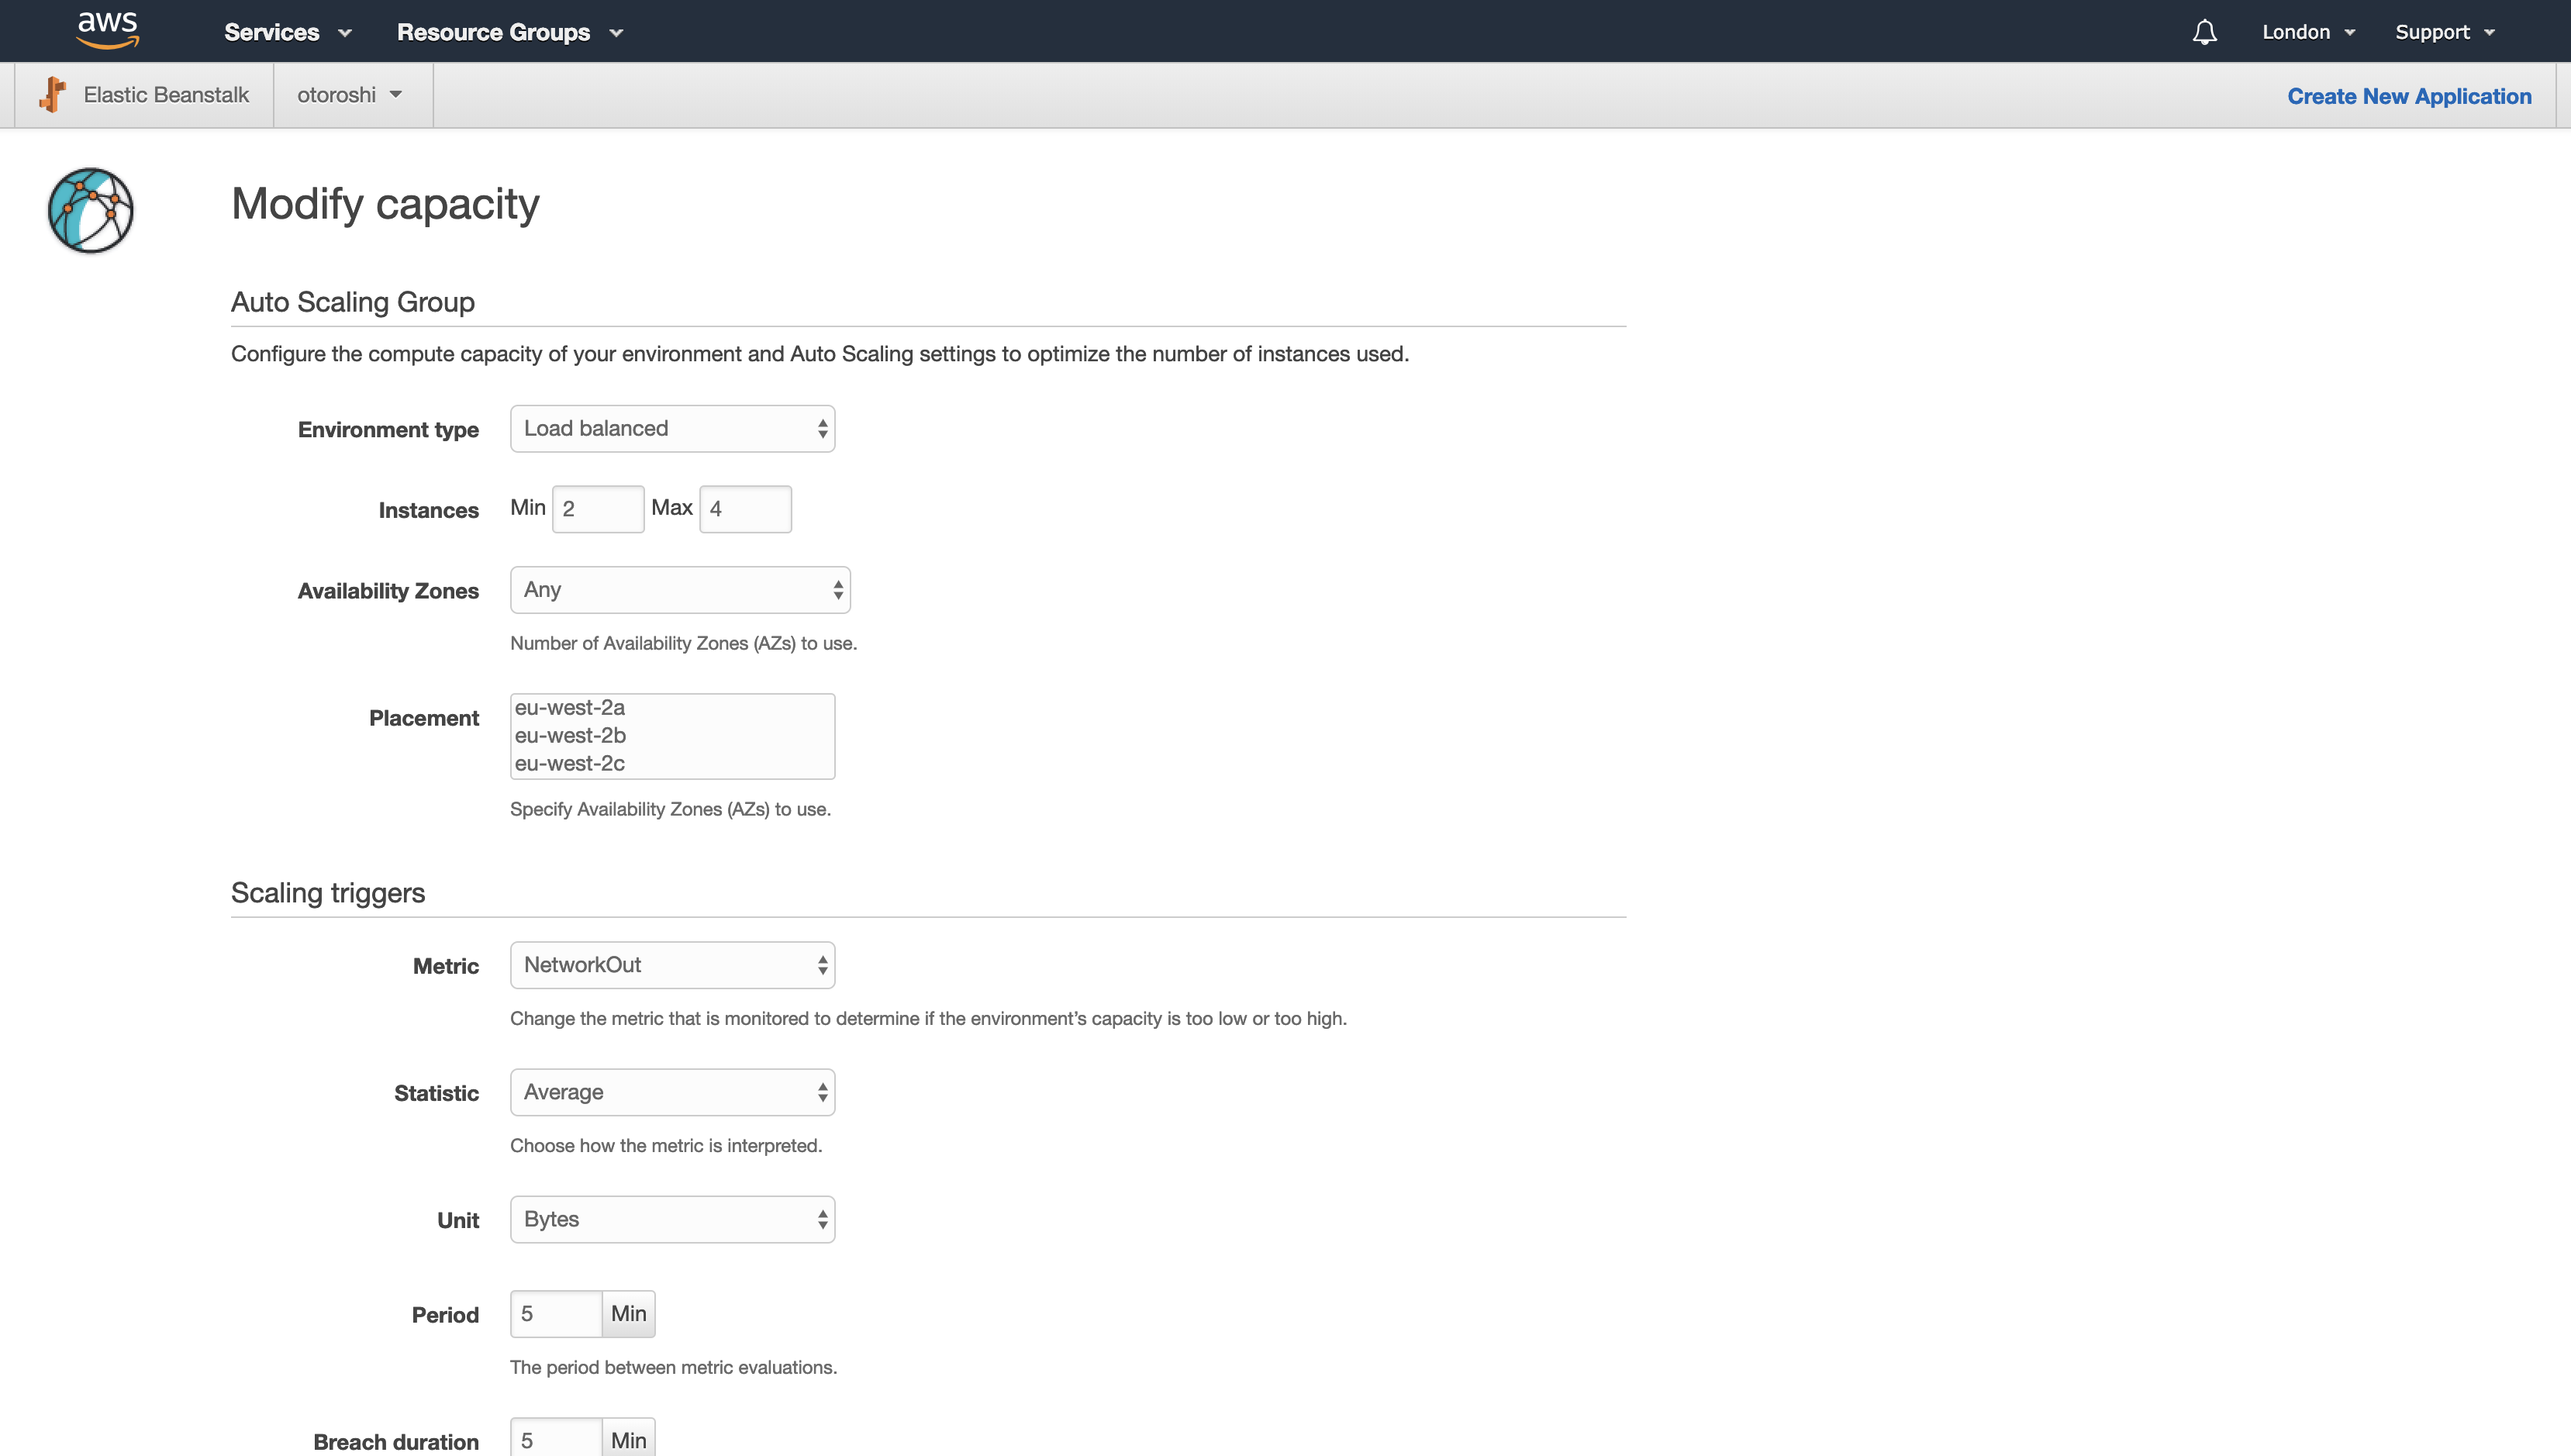 aws Services Resource Groups London Support
Elastic Beanstalk otoroshi Create New Application
Modify capacity
Auto Scaling Group
Configure the compute capacity of your environment and Auto Scaling settings to optimize the number of instances used.
Environment type Load balanced
Instances Min 2 Max 4
Availability Zones Any
Number of Availability Zones (AZs) to use.
Placement eu-west-2a
eu-west-2b
eu-west-2c
Specify Availability Zones (AZs) to use.
Scaling triggers
Metric NetworkOut
Change the metric that is monitored to determine if the environment’s capacity is too low or too high.
Statistic Average
Choose how the metric is interpreted.
Unit Bytes
Period 5 Min
The period between metric evaluations.
Breach duration 5 Min